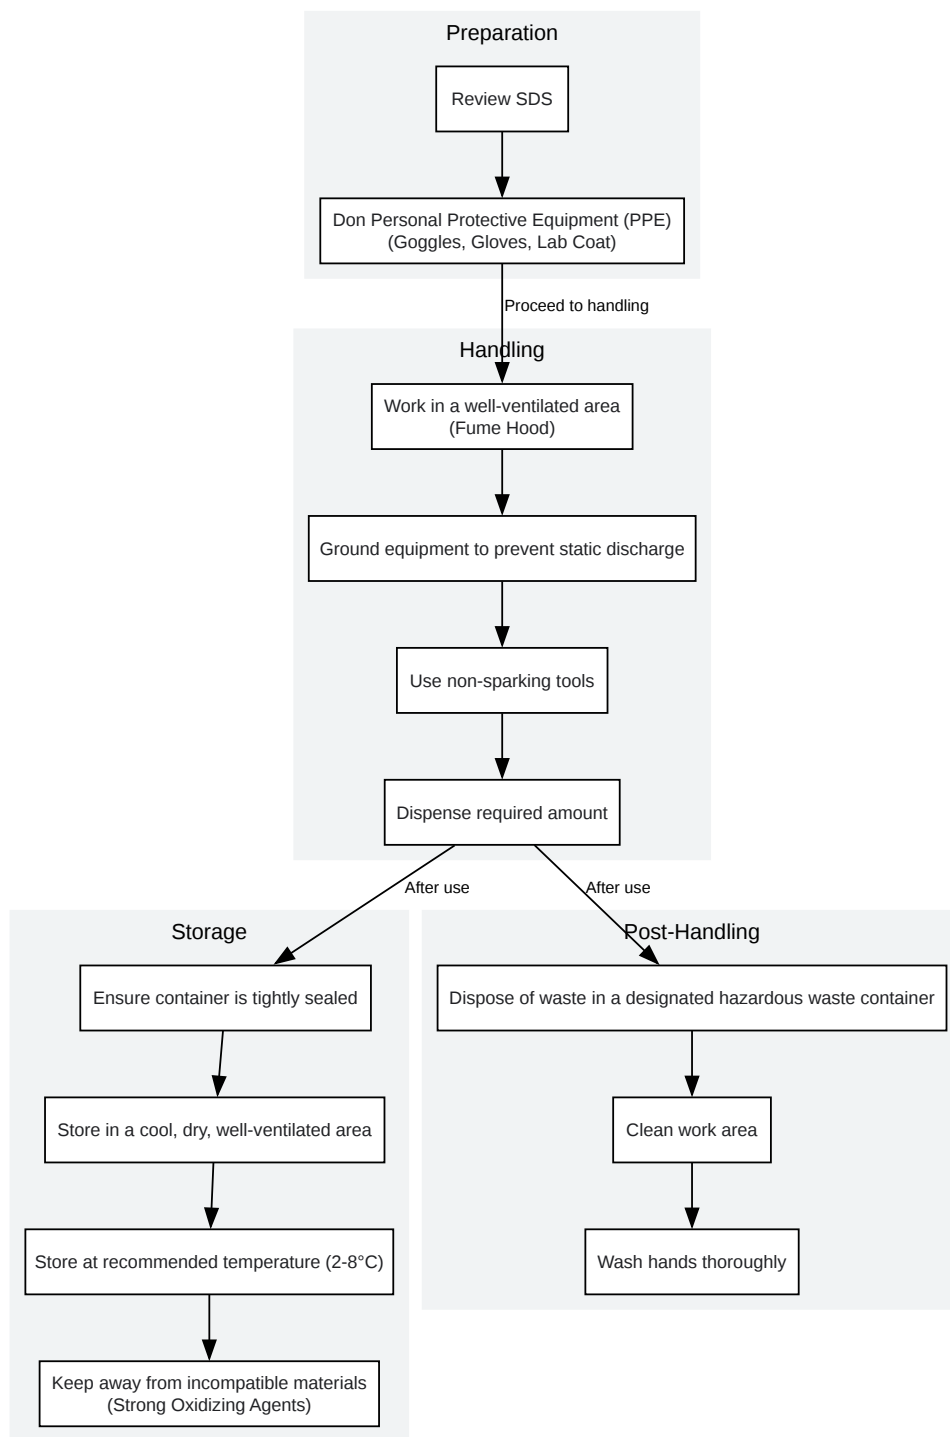 Preparation
Review SDS
Don Personal Protective Equipment (PPE)
(Goggles, Gloves, Lab Coat)
Proceed to handling
Handling
Work in a well-ventilated area
(Fume Hood)
Ground equipment to prevent static discharge
Use non-sparking tools
Dispense required amount
After use
After use
Storage
Ensure container is tightly sealed
Store in a cool, dry, well-ventilated area
Store at recommended temperature (2-8°C)
Keep away from incompatible materials
(Strong Oxidizing Agents)
Post-Handling
Dispose of waste in a designated hazardous waste container
Clean work area
Wash hands thoroughly